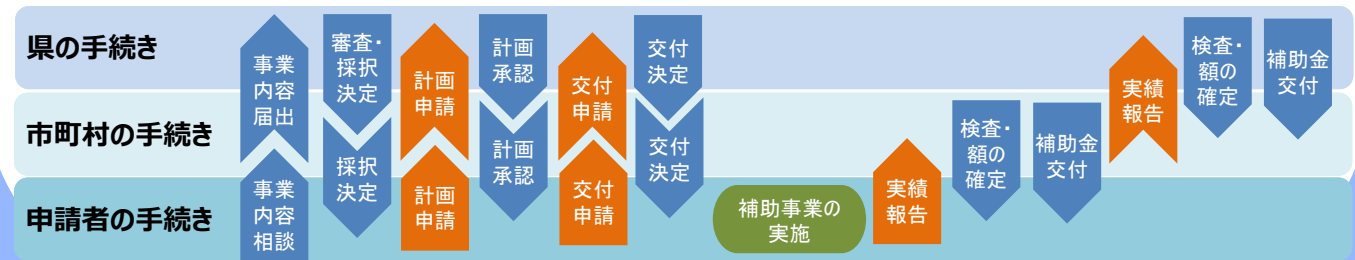 県の手続き
市町村の手続き
申請者の手続き
事業
内容
届出
事業
内容
相談
審査・
採択
決定
採択
決定
計画
申請
計画
申請
計画
承認
計画
承認
交付
申請
交付
申請
交付
決定
交付
決定
補助事業の
実施
実績
報告
検査・
額の
確定
補助金
交付
実績
報告
検査・
額の
確定
補助金
交付